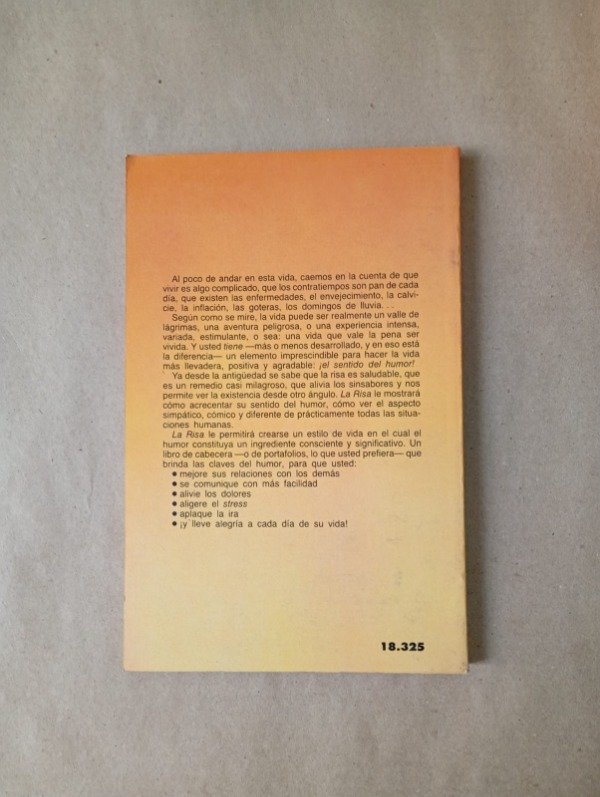 Al poco de andar en esta vida, caemos en la cuenta de que
vivir es algo complicado, que los contratiempos son pan de cada
día, que existen las enfermedades, el envejecimiento, la calvi-
cie, la inflación, las goteras, los domingos de lluvia. . .
Según como se mire, la vida puede ser realmente un valle de
lágrimas, una aventura peligrosa, o una experiencia intensa,
variada, estimulante, o sea: una vida que vale la pena ser
vivida. Y usted tiene —más o menos desarrollado, y en eso está
la diferencia— un elemento imprescindible para hacer la vida
más llevadera, positiva y agradable: ¡el sentido del humor!
Ya desde la antigüedad se sabe que la risa es saludable, que
es un remedio casi milagroso, que alivia los sinsabores y nos
permite ver la existencia desde otro ángulo. La Risa le mostrará
cómo acrecentar su sentido del humor, cómo ver el aspecto
simpático, cómico y diferente de prácticamente todas las situa-
ciones humanas.
La Risa le permitirá crearse un estilo de vida en el cual el
humor constituya un ingrediente consciente y significativo. Un
libro de cabecera —o de portafolios, lo que usted prefiera— que
brinda las claves del humor, para que usted:
● mejore sus relaciones con los demás
● se comunique con más facilidad
● alivie los dolores
● aligere el stress
● aplaque la ira
● ¡y lleve alegría a cada día de su vida!
18.325